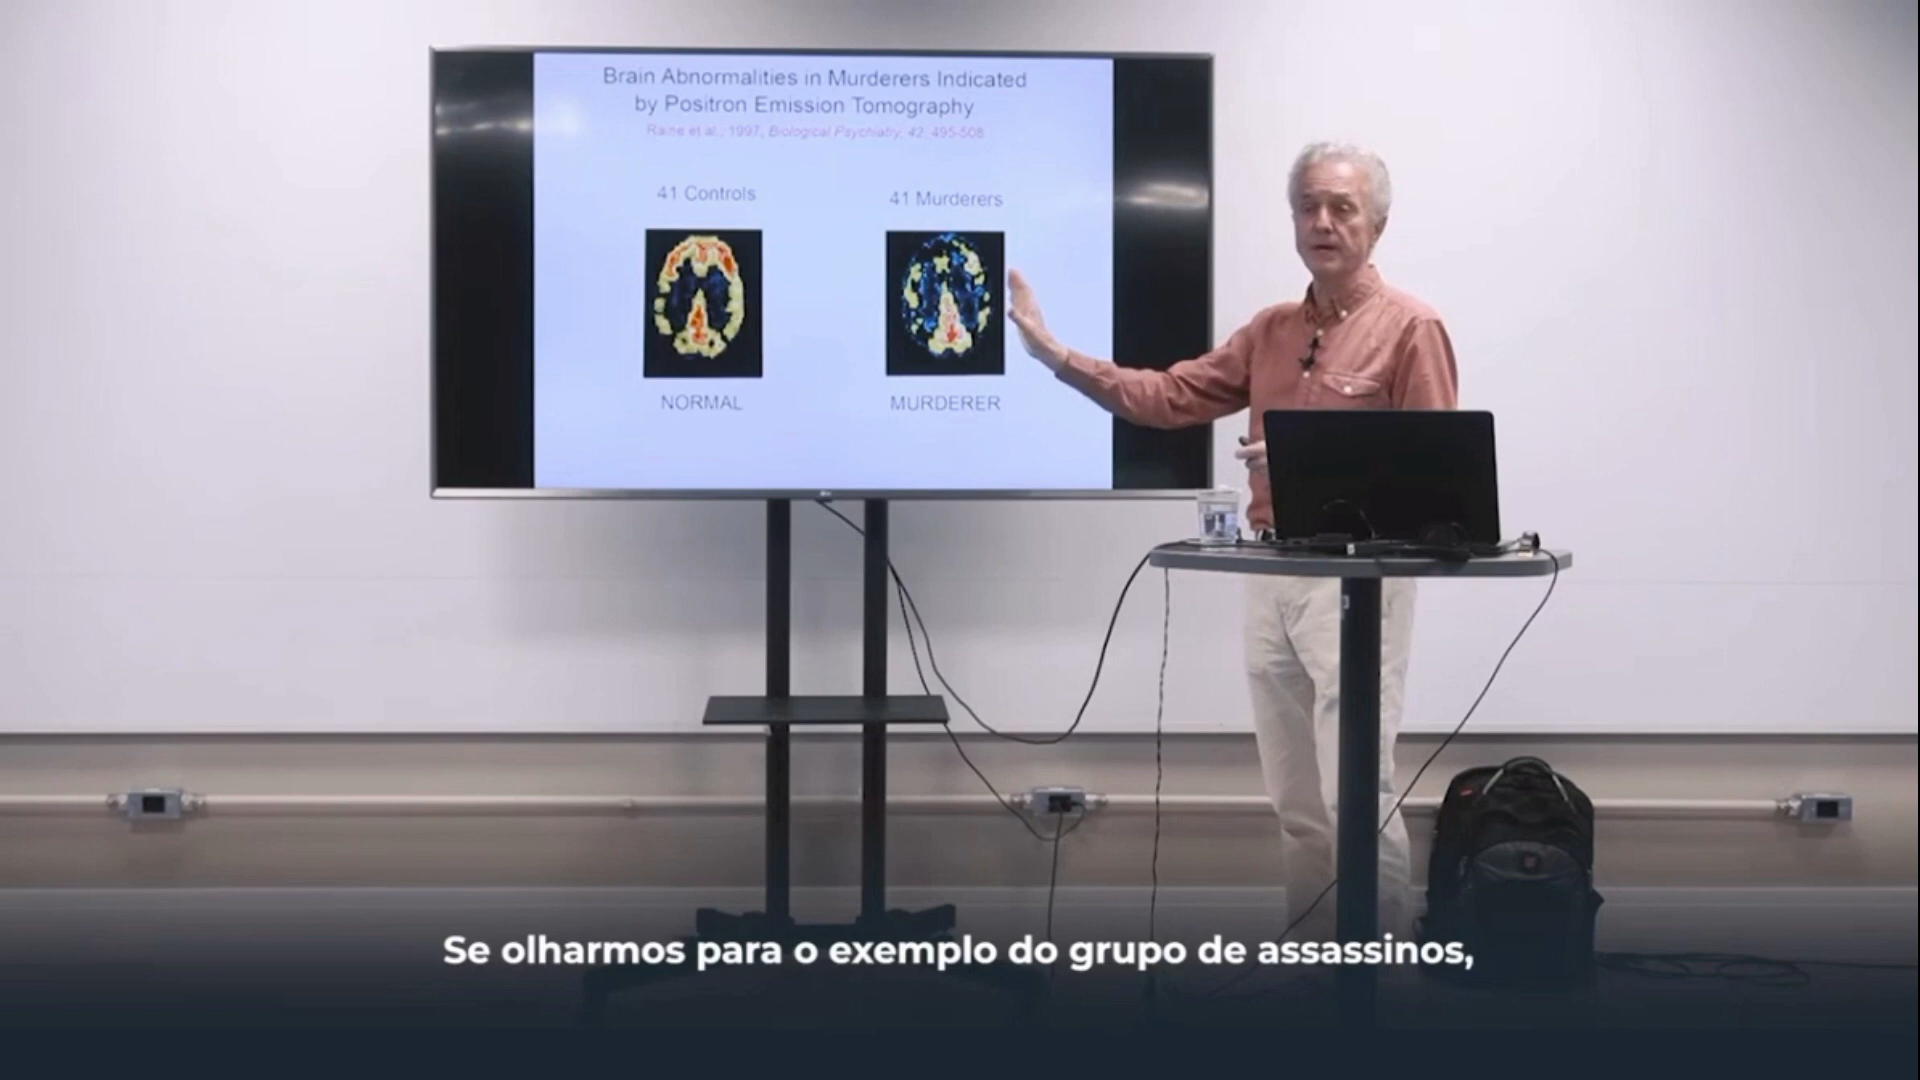 Brain Abnormalities in Murderers Indicated
by Positron Emission Tomography
Raine et al., 1997, Biological Psychiatry, 42, 495-508
41 Controls
41 Murderers
NORMAL
MURDERER
Se olharmos para o exemplo do grupo de assassinos,